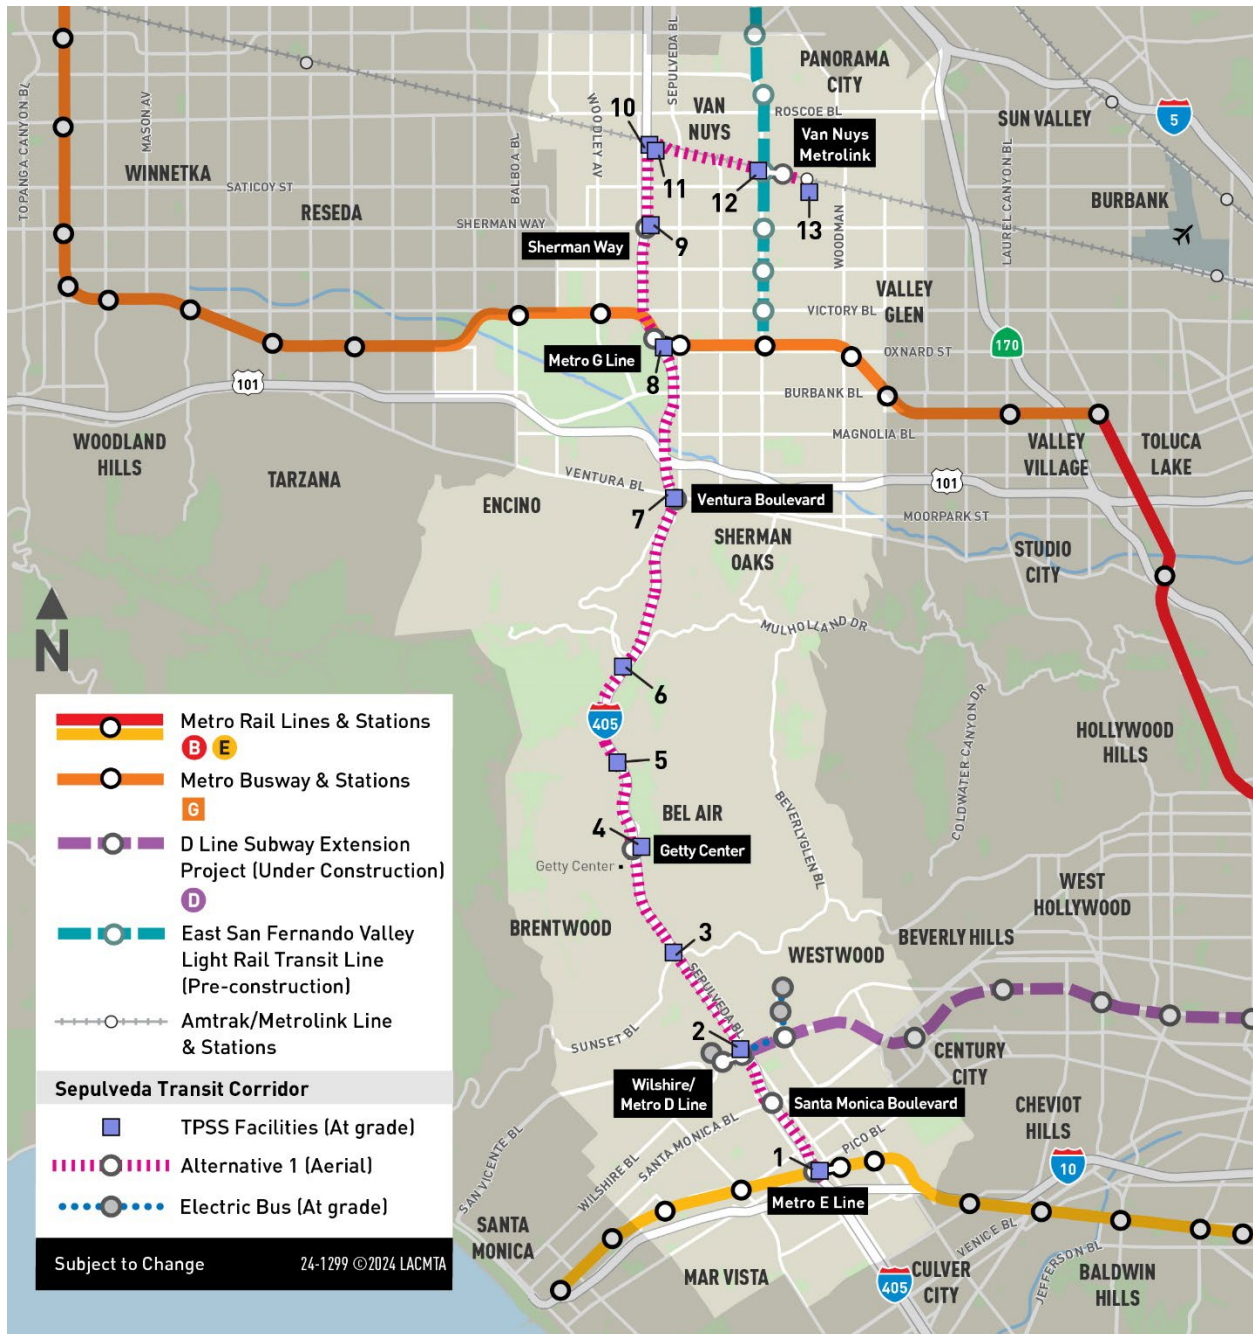 SEPULVEDA BL
PANORAMA
CITY
TOPANGA CANYON BL
MASON AV
WOODLEY AV
BALBOA BL
VAN
NUYS
ROSCOE BL
SUN VALLEY
5
10
Van Nuys
Metrolink
LAUREL CANYON BL
WINNETKA
SATICOY ST
RESEDA
SHERMAN WAY
11
12
13
WOODMAN
BURBANK
Sherman Way
9
VALLEY
GLEN
VICTORY BL
170
Metro G Line
8
OXNARD ST
101
BURBANK BL
MAGNOLIA BL
WOODLAND
HILLS
TARZANA
VALLEY
VILLAGE
TOLUCA
LAKE
VENTURA BL
101
ENCINO
7
Ventura Boulevard
MOORPARK ST
SHERMAN
OAKS
STUDIO
CITY
N
MULHOLLAND DR
6
405
COLDWATER CANYON DR
HOLLYWOOD
HILLS
5
BEL AIR
BEVERLYGLEN BL
4
Getty Center
Getty Center
WEST
HOLLYWOOD
BRENTWOOD
3
BEVERLY HILLS
WESTWOOD
SEPULVEDA BL
SUNSET BL
2
CENTURY
CITY
Wilshire/
Metro D Line
Santa Monica Boulevard
CHEVIOT
HILLS
SAN VICENTE BL
WILSHIRE BL
SANTA MONICA BL
PICO BL
1
10
Metro E Line
SANTA
MONICA
VENICE BL
JEFFERSON BL
MAR VISTA
405
CULVER
CITY
BALDWIN
HILLS
Metro Rail Lines & Stations
B E
Metro Busway & Stations
G
D Line Subway Extension
Project (Under Construction)
D
East San Fernando Valley
Light Rail Transit Line
(Pre-construction)
Amtrak/Metrolink Line
& Stations
Sepulveda Transit Corridor
TPSS Facilities (At grade)
Alternative 1 (Aerial)
Electric Bus (At grade)
Subject to Change 24-1299 ©2024 LACMTA